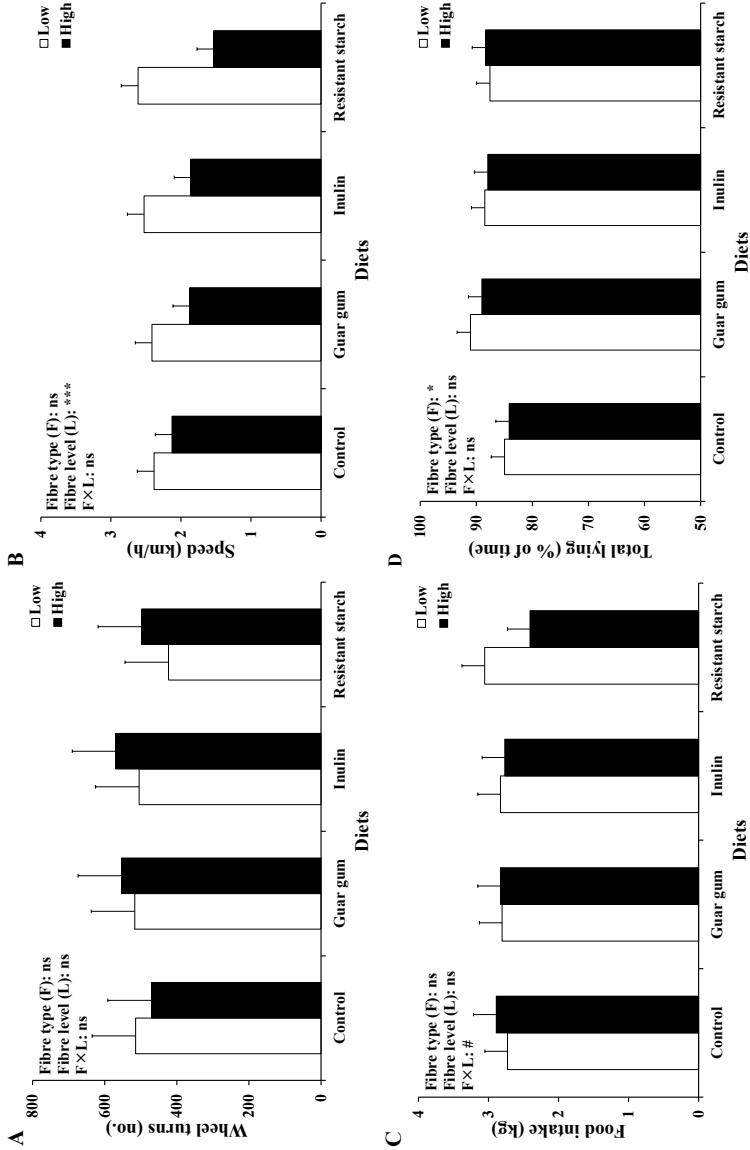 A
Wheel turns (no.)
800
600
400
200
0
Fibre type (F): ns
Fibre level (L): ns
F×L: ns
Low
High
Control
Guar gum
Inulin
Resistant starch
Diets
B
Speed (km/h)
4
3
2
1
0
Fibre type (F): ns
Fibre level (L): ***
F×L: ns
Low
High
Control
Guar gum
Inulin
Resistant starch
Diets
C
Food intake (kg)
4
3
2
1
0
Fibre type (F): ns
Fibre level (L): ns
F×L: #
Low
High
Control
Guar gum
Inulin
Resistant starch
Diets
D
Total lying (% of time)
100
90
80
70
60
50
Fibre type (F): *
Fibre level (L): ns
F×L: ns
Low
High
Control
Guar gum
Inulin
Resistant starch
Diets